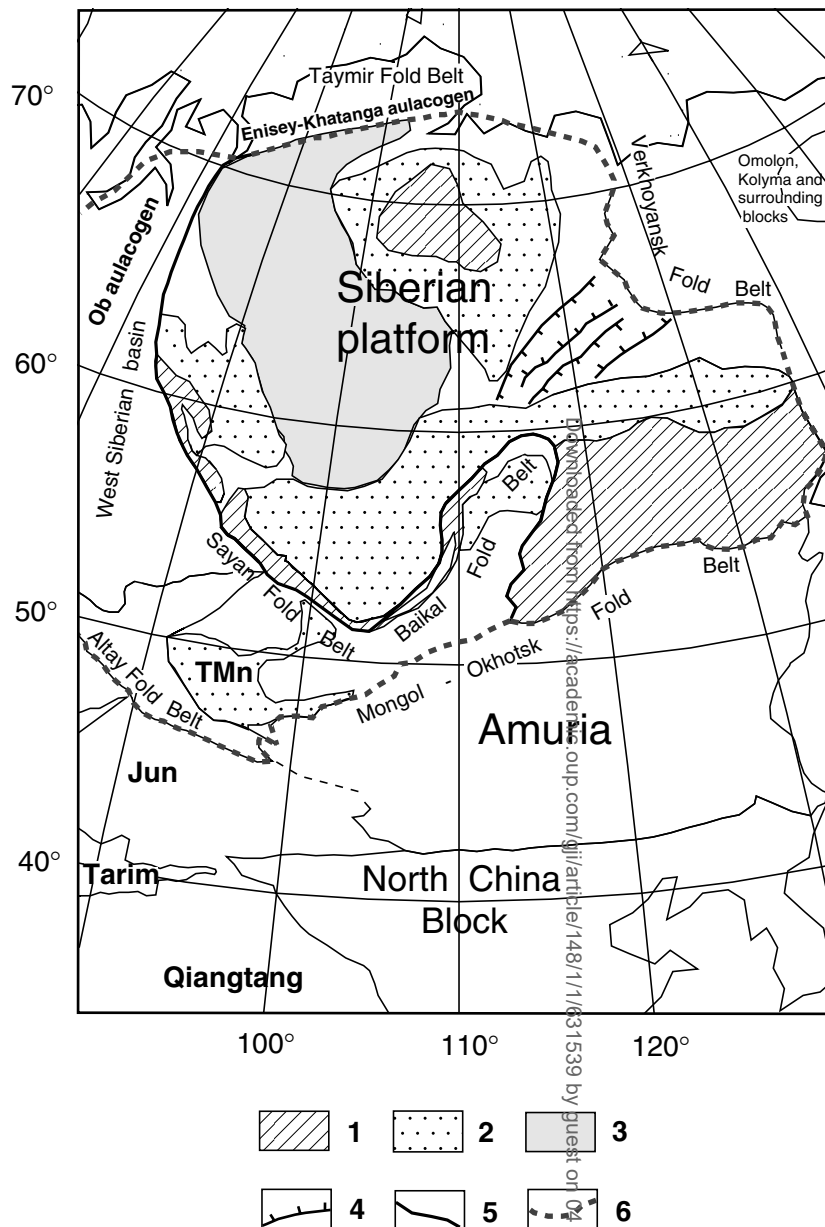 70°
60°
50°
40°
100°
110°
120°
Taymir Fold Belt
Enisey-Khatanga aulacogen
Verkhoyansk
Fold
Belt
Omolon,
Kolyma and
surrounding
blocks
Ob aulacogen
West Siberian basin
Siberian
platform
Sayan Fold Belt
Baikal Fold Belt
TMn
Altay Fold Belt
Mongol - Okhotsk Fold Belt
Amuria
Jun
Tarim
North China
Block
Qiangtang
1
2
3
4
5
6
Downloaded from https://academic.oup.com/gji/article/148/1/1/631539 by guest on 04